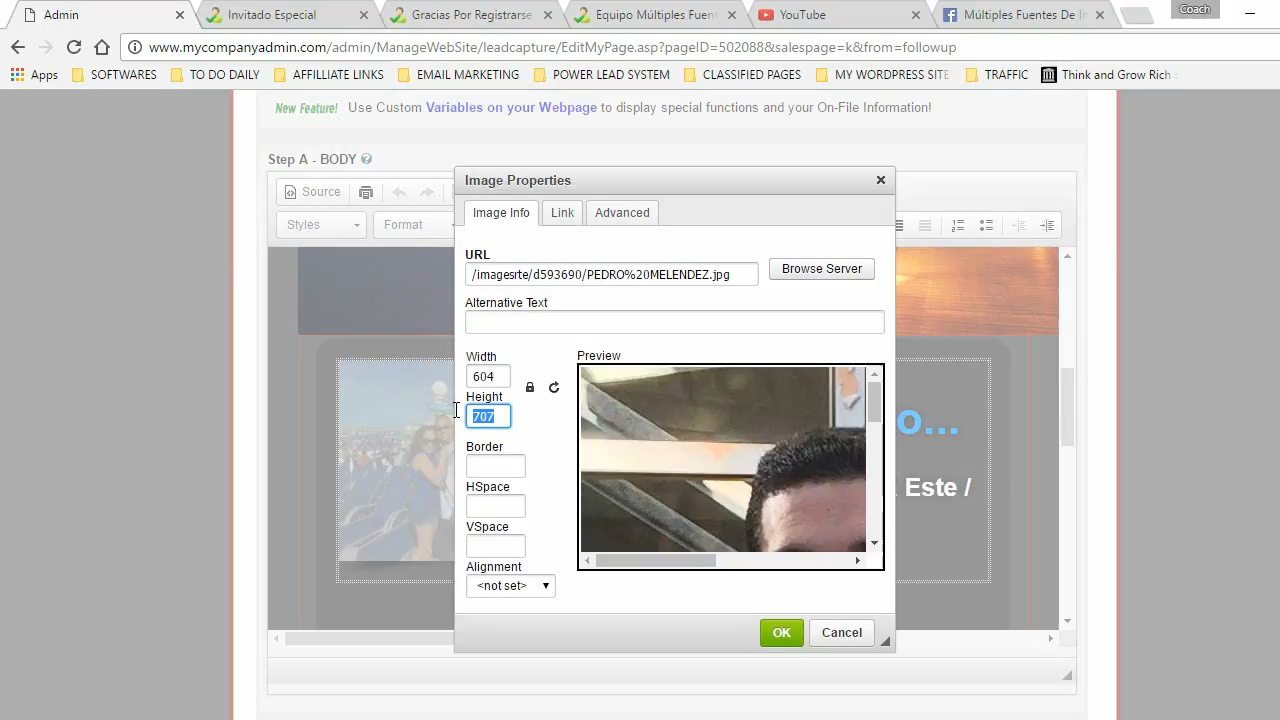 Admin
Invitado Especial
Gracias Por Registrarse
Equipo Múltiples Fuent
YouTube
Múltiples Fuentes De In
Coach
www.mycompanyadmin.com/admin/ManageWebSite/leadcapture/EditMyPage.asp?pageID=502088&salespage=k&from=followup
Apps
SOFTWARES
TO DO DAILY
AFFILLIATE LINKS
EMAIL MARKETING
POWER LEAD SYSTEM
CLASSIFIED PAGES
MY WORDPRESS SITE
TRAFFIC
Think and Grow Rich
New Feature! Use Custom Variables on your Webpage to display special functions and your On-File Information!
Step A - BODY
Source
Styles
Format
Image Properties
Image Info
Link
Advanced
URL
/imagesrte/d593690/PEDRO%20MELENDEZ.jpg
Browse Server
Alternative Text
Width
604
Height
707
Border
HSpace
VSpace
Alignment
<not set>
Preview
o...
Este /
OK
Cancel